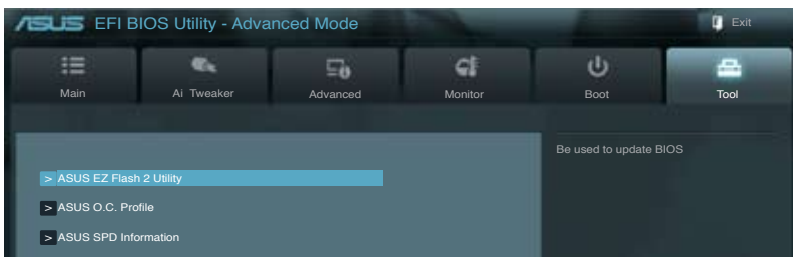 ASUS EFI BIOS Utility - Advanced Mode
Exit
Main Ai Tweaker Advanced Monitor Boot Tool
Be used to update BIOS
> ASUS EZ Flash 2 Utility
> ASUS O.C. Profile
> ASUS SPD Information